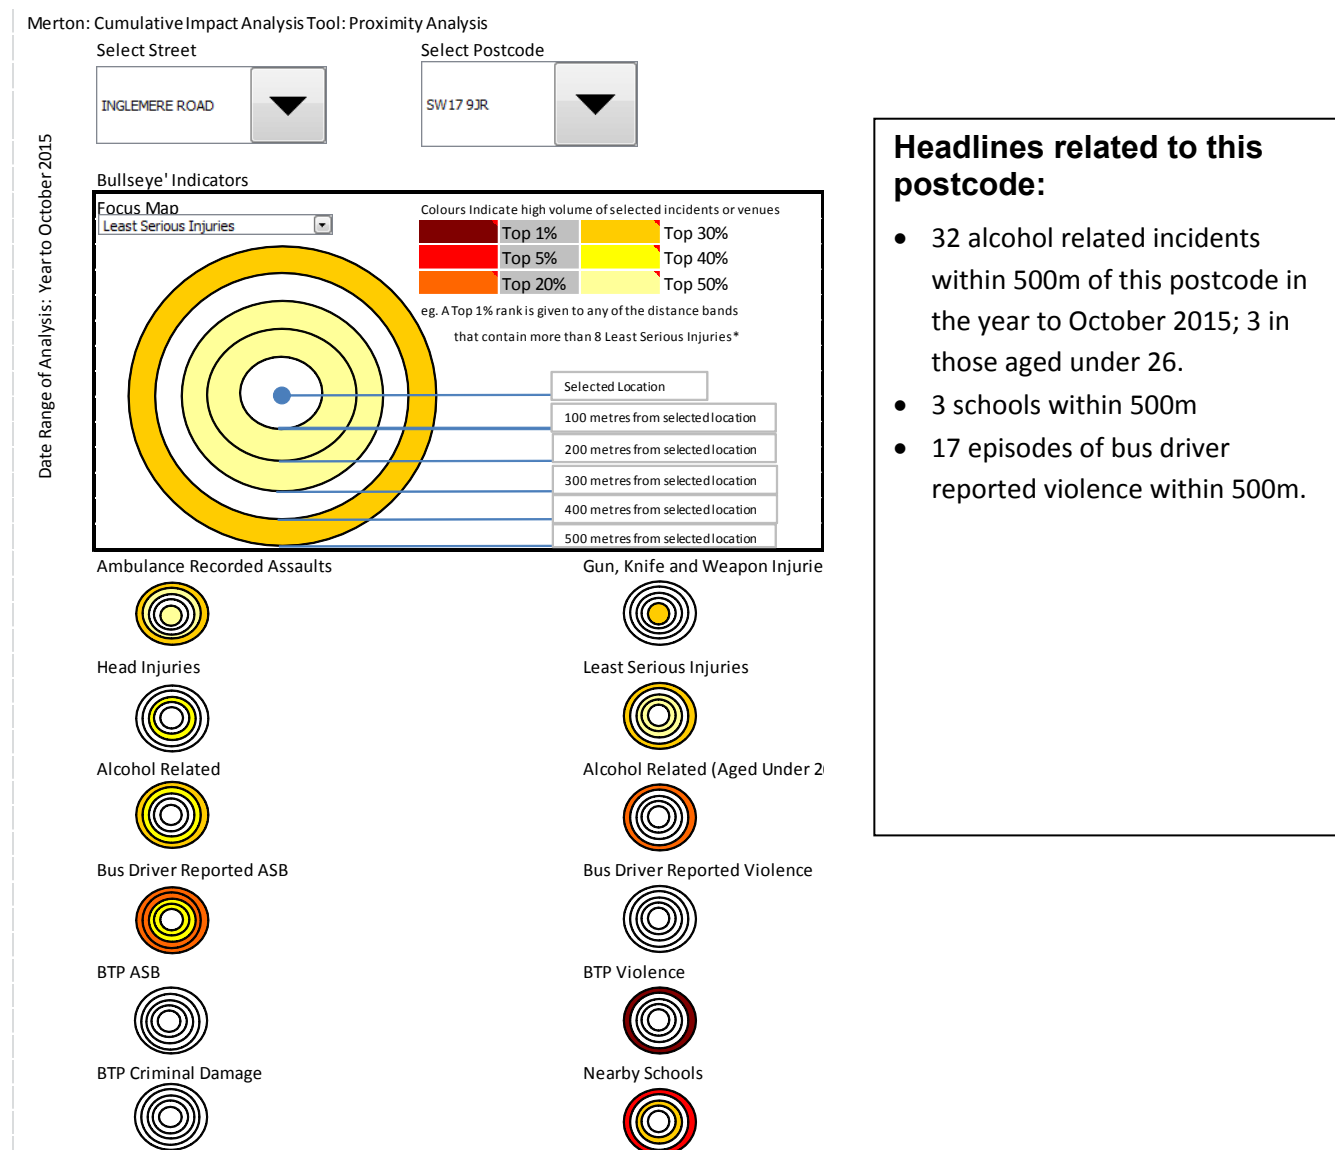 Merton: Cumulative Impact Analysis Tool: Proximity Analysis
Select Street
Select Postcode
INGLEMERE ROAD
SW17 9JR
Date Range of Analysis: Year to October 2015
Bullseye' Indicators
Focus Map
Least Serious Injuries
Colours Indicate high volume of selected incidents or venues
Top 1%
Top 30%
Top 5%
Top 40%
Top 20%
Top 50%
eg. A Top 1% rank is given to any of the distance bands
that contain more than 8 Least Serious Injuries*
Selected Location
100 metres from selected location
200 metres from selected location
300 metres from selected location
400 metres from selected location
500 metres from selected location
Ambulance Recorded Assaults
Gun, Knife and Weapon Injurie
Head Injuries
Least Serious Injuries
Alcohol Related
Alcohol Related (Aged Under 2
Bus Driver Reported ASB
Bus Driver Reported Violence
BTP ASB
BTP Violence
BTP Criminal Damage
Nearby Schools
Headlines related to this
postcode:
• 32 alcohol related incidents
within 500m of this postcode in
the year to October 2015; 3 in
those aged under 26.
• 3 schools within 500m
• 17 episodes of bus driver
reported violence within 500m.